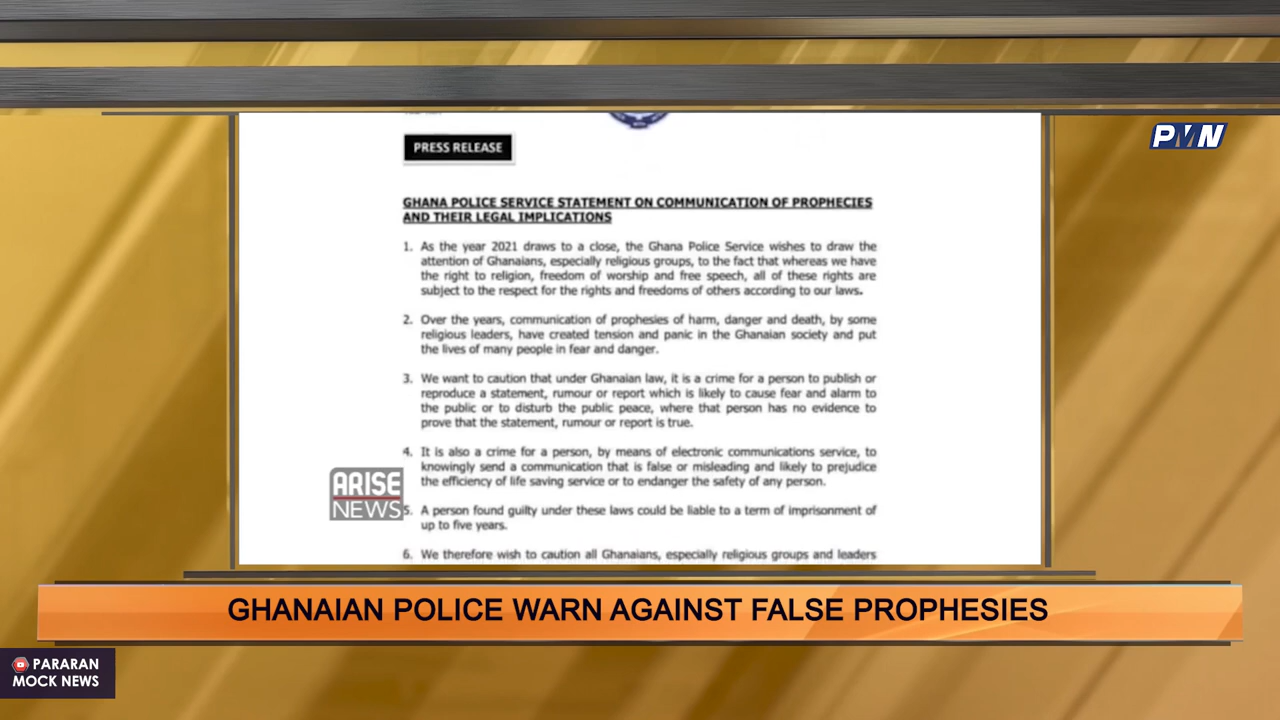 PMN
PRESS RELEASE
GHANA POLICE SERVICE STATEMENT ON COMMUNICATION OF PROPHECIES
AND THEIR LEGAL IMPLICATIONS
1. As the year 2021 draws to a close, the Ghana Police Service wishes to draw the
attention of Ghanaians, especially religious groups, to the fact that whereas we have
the right to religion, freedom of worship and free speech, all of these rights are
subject to the respect for the rights and freedoms of others according to our laws.
2. Over the years, communication of prophesies of harm, danger and death, by some
religious leaders, have created tension and panic in the Ghanaian society and put
the lives of many people in fear and danger.
3. We want to caution that under Ghanaian law, it is a crime for a person to publish or
reproduce a statement, rumour or report which is likely to cause fear and alarm to
the public or to disturb the public peace, where that person has no evidence to
prove that the statement, rumour or report is true.
4. It is also a crime for a person, by means of electronic communications service, to
knowingly send a communication that is false or misleading and likely to prejudice
the efficiency of life saving service or to endanger the safety of any person.
5. A person found guilty under these laws could be liable to a term of imprisonment of
up to five years.
6. We therefore wish to caution all Ghanaians, especially religious groups and leaders
ARISE
NEWS
GHANAIAN POLICE WARN AGAINST FALSE PROPHESIES
PARARAN
MOCK NEWS